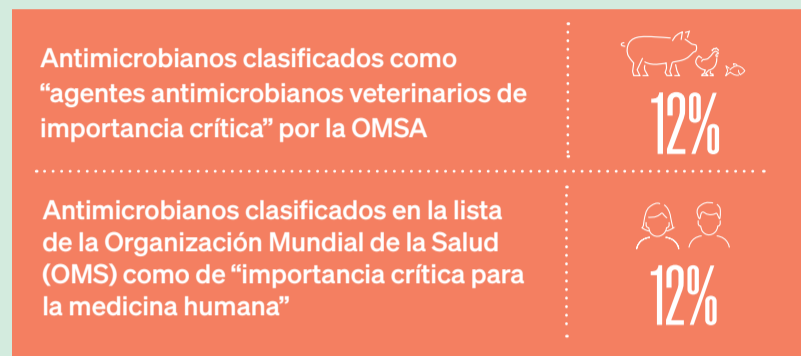 Antimicrobianos clasificados como
“agentes antimicrobianos veterinarios de
importancia crítica” por la OMSA
12%
Antimicrobianos clasificados en la lista
de la Organización Mundial de la Salud
(OMS) como de “importancia crítica para
la medicina humana”
12%